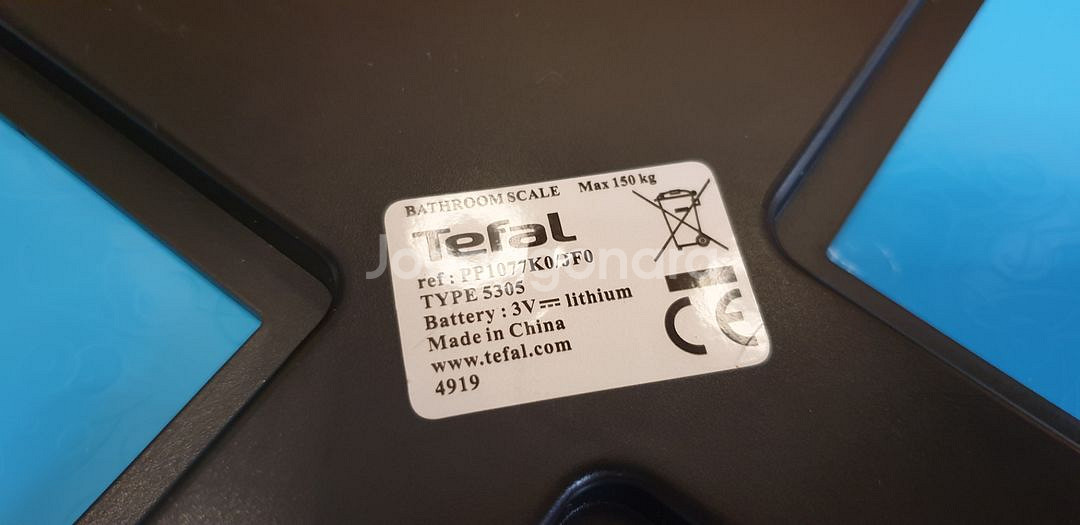 BATHROOM SCALE Max 150 kg
Tefal
ref : PP1077K0/3F0
TYPE 5305
Battery : 3V⎓ lithium
Made in China
www.tefal.com
4919
CE